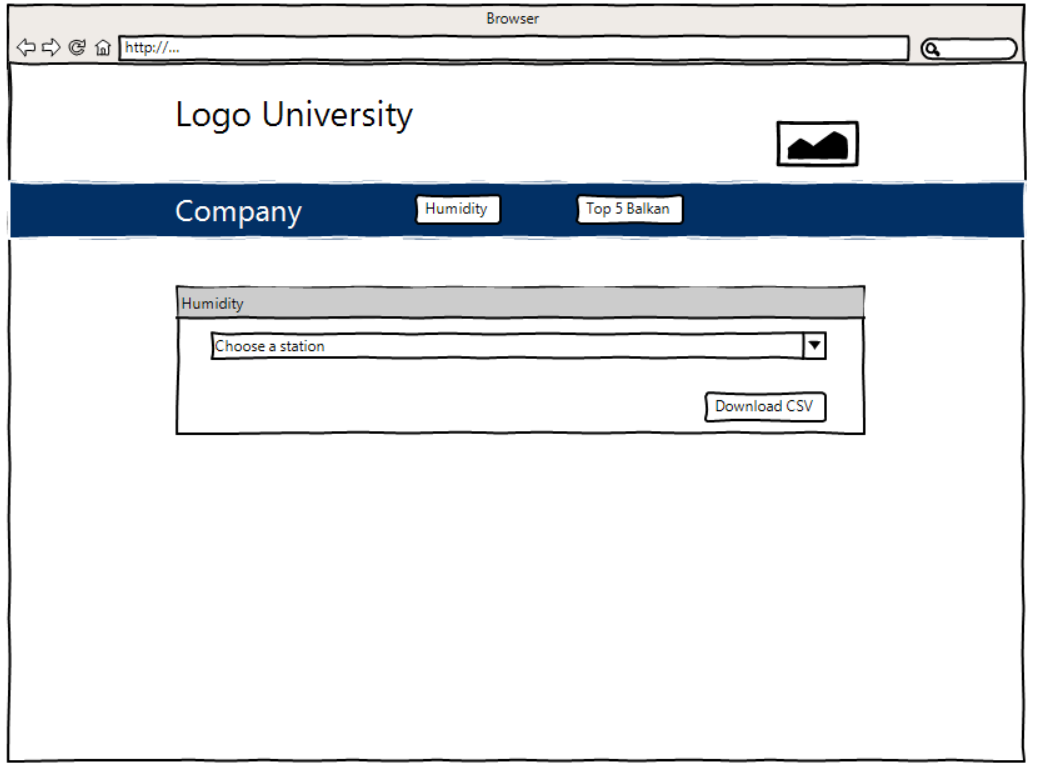 Browser
http://...
Logo University
Company
Humidity
Top 5 Balkan
Humidity
Choose a station
Download CSV